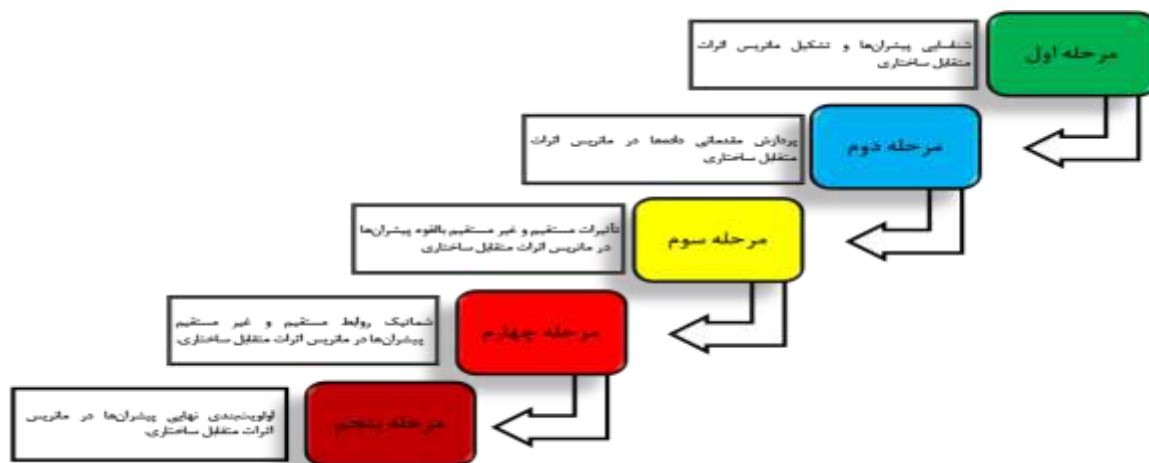 مرحله اول
شناسایی پیشران‌ها و تشکیل ماتریس اثرات
متقابل ساختاری
مرحله دوم
پردازش مقدماتی داده‌ها در ماتریس اثرات
متقابل ساختاری
مرحله سوم
تأثیرات مستقیم و غیر مستقیم بالقوه پیشران‌ها
در ماتریس اثرات متقابل ساختاری
مرحله چهارم
شماتیک روابط مستقیم و غیر مستقیم
پیشران‌ها در ماتریس اثرات متقابل ساختاری.
مرحله پنجم
اولویت‌بندی نهایی پیشران‌ها در ماتریس
اثرات متقابل ساختاری.